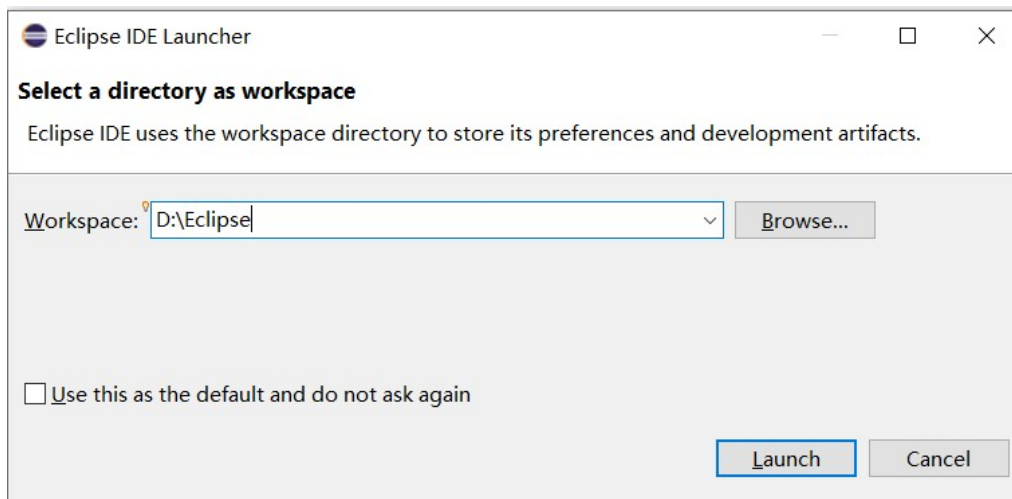 Eclipse IDE Launcher
Select a directory as workspace
Eclipse IDE uses the workspace directory to store its preferences and development artifacts.
Workspace: D:\Eclipse Browse...
Use this as the default and do not ask again
Launch Cancel